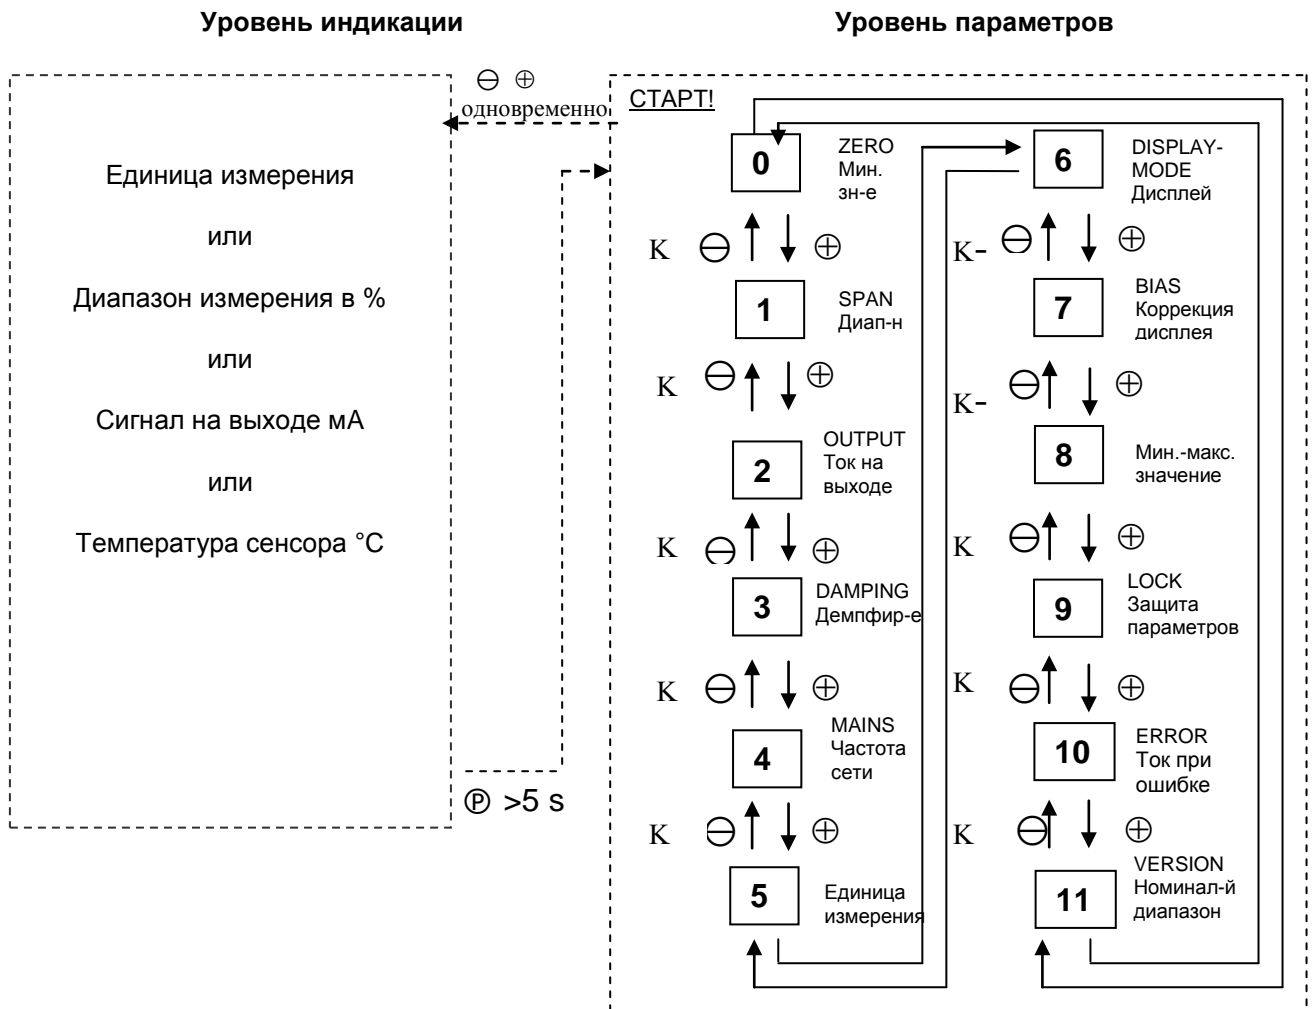 Уровень индикации
Уровень параметров
⊖ ⊕
одновременно
Единица измерения
или
Диапазон измерения в %
или
Сигнал на выходе мА
или
Температура сенсора °C
Ⓟ >5 s
СТАРТ!
0
ZERO
Мин.
зн-е
K ⊖ ⊕
1
SPAN
Диап-н
K ⊖ ⊕
2
OUTPUT
Ток на
выходе
K ⊖ ⊕
3
DAMPING
Демпфир-е
K ⊖ ⊕
4
MAINS
Частота
сети
K ⊖ ⊕
5
Единица
измерения
6
DISPLAY-
MODE
Дисплей
K- ⊖ ⊕
7
BIAS
Коррекция
дисплея
K- ⊖ ⊕
8
Мин.-макс.
значение
K ⊖ ⊕
9
LOCK
Защита
параметров
K ⊖ ⊕
10
ERROR
Ток при
ошибке
K ⊖ ⊕
11
VERSION
Номинал-й
диапазон